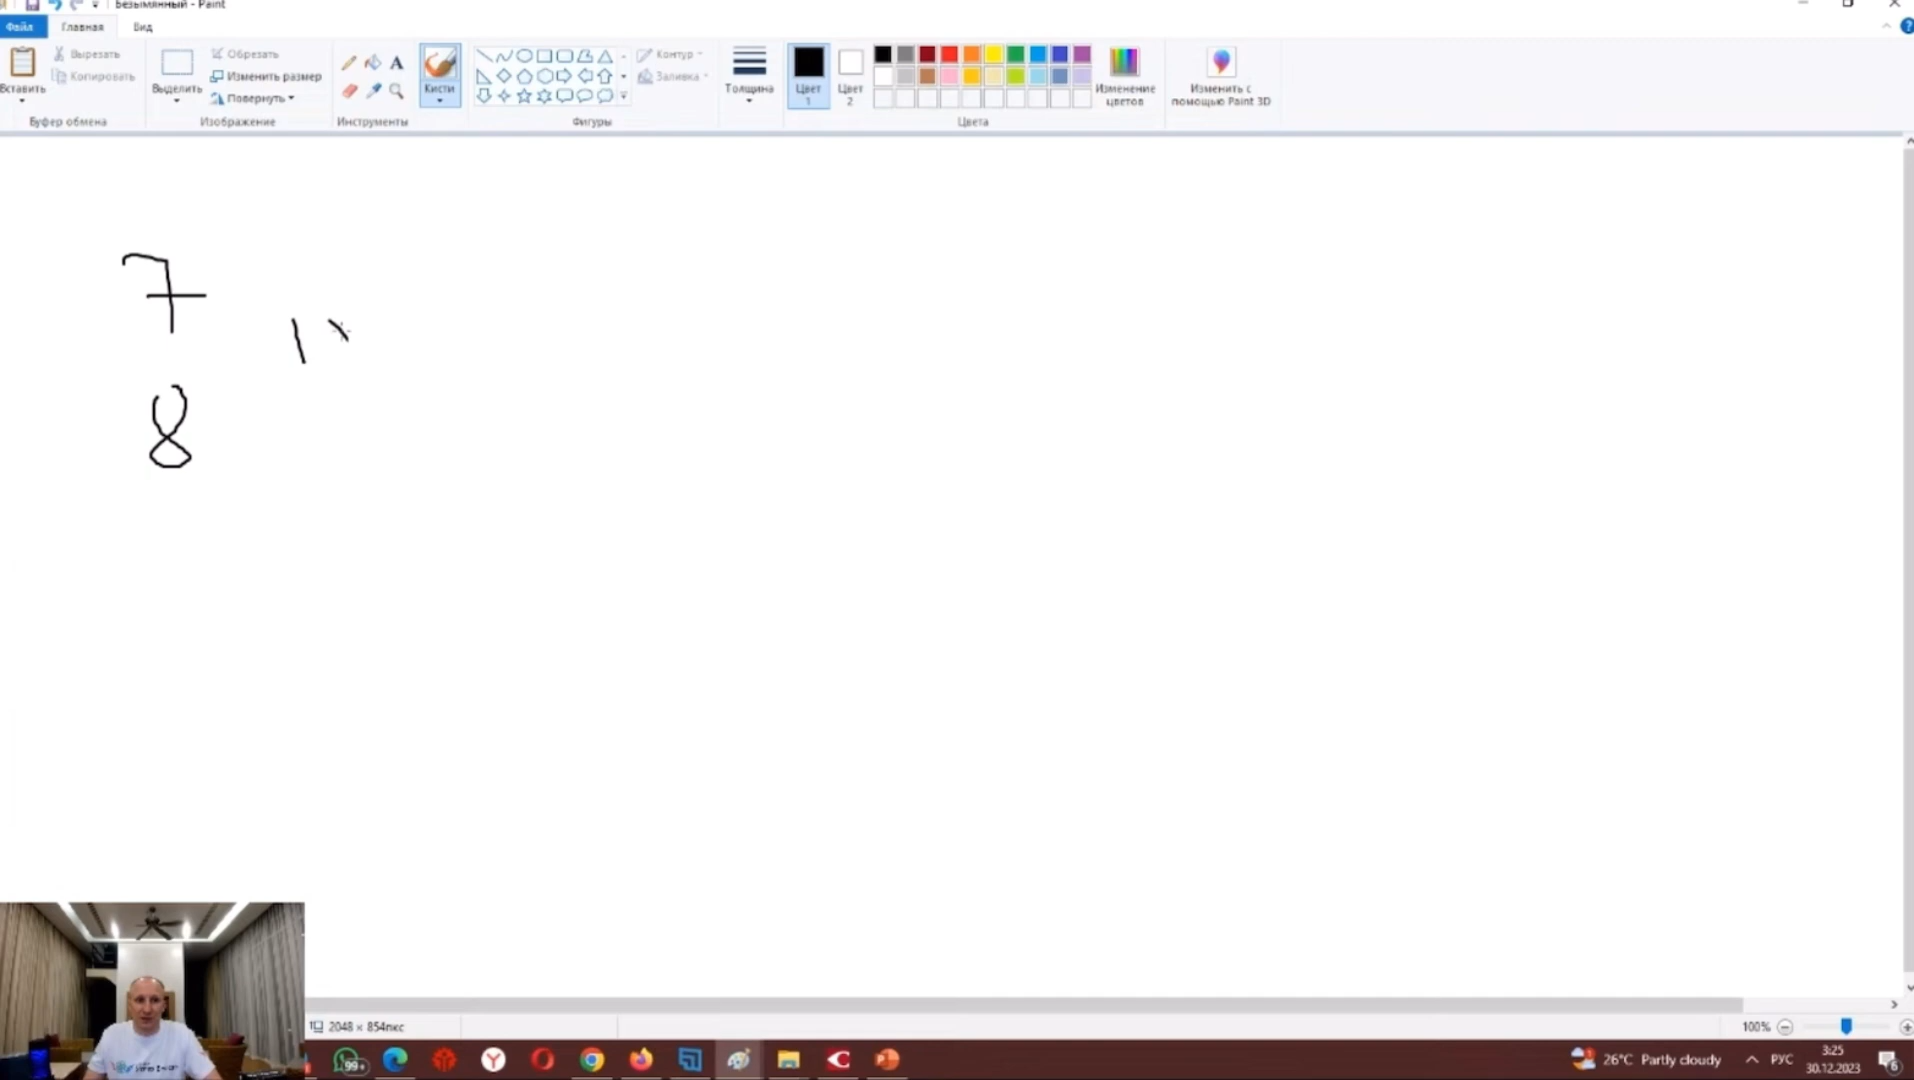 Безымянный - Paint
Файл
Главная
Вид
Вставить
Вырезать
Копировать
Буфер обмена
Выделить
Обрезать
Изменить размер
Повернуть
Изображение
Инструменты
Кисти
Фигуры
Контур
Заливка
Толщина
Цвет 1
Цвет 2
Цвета
Изменение цветов
Изменить с помощью Paint 3D
7
8
2048 × 854пкс
100%
99+
26°C Partly cloudy
РУС
3:25
30.12.2023
6